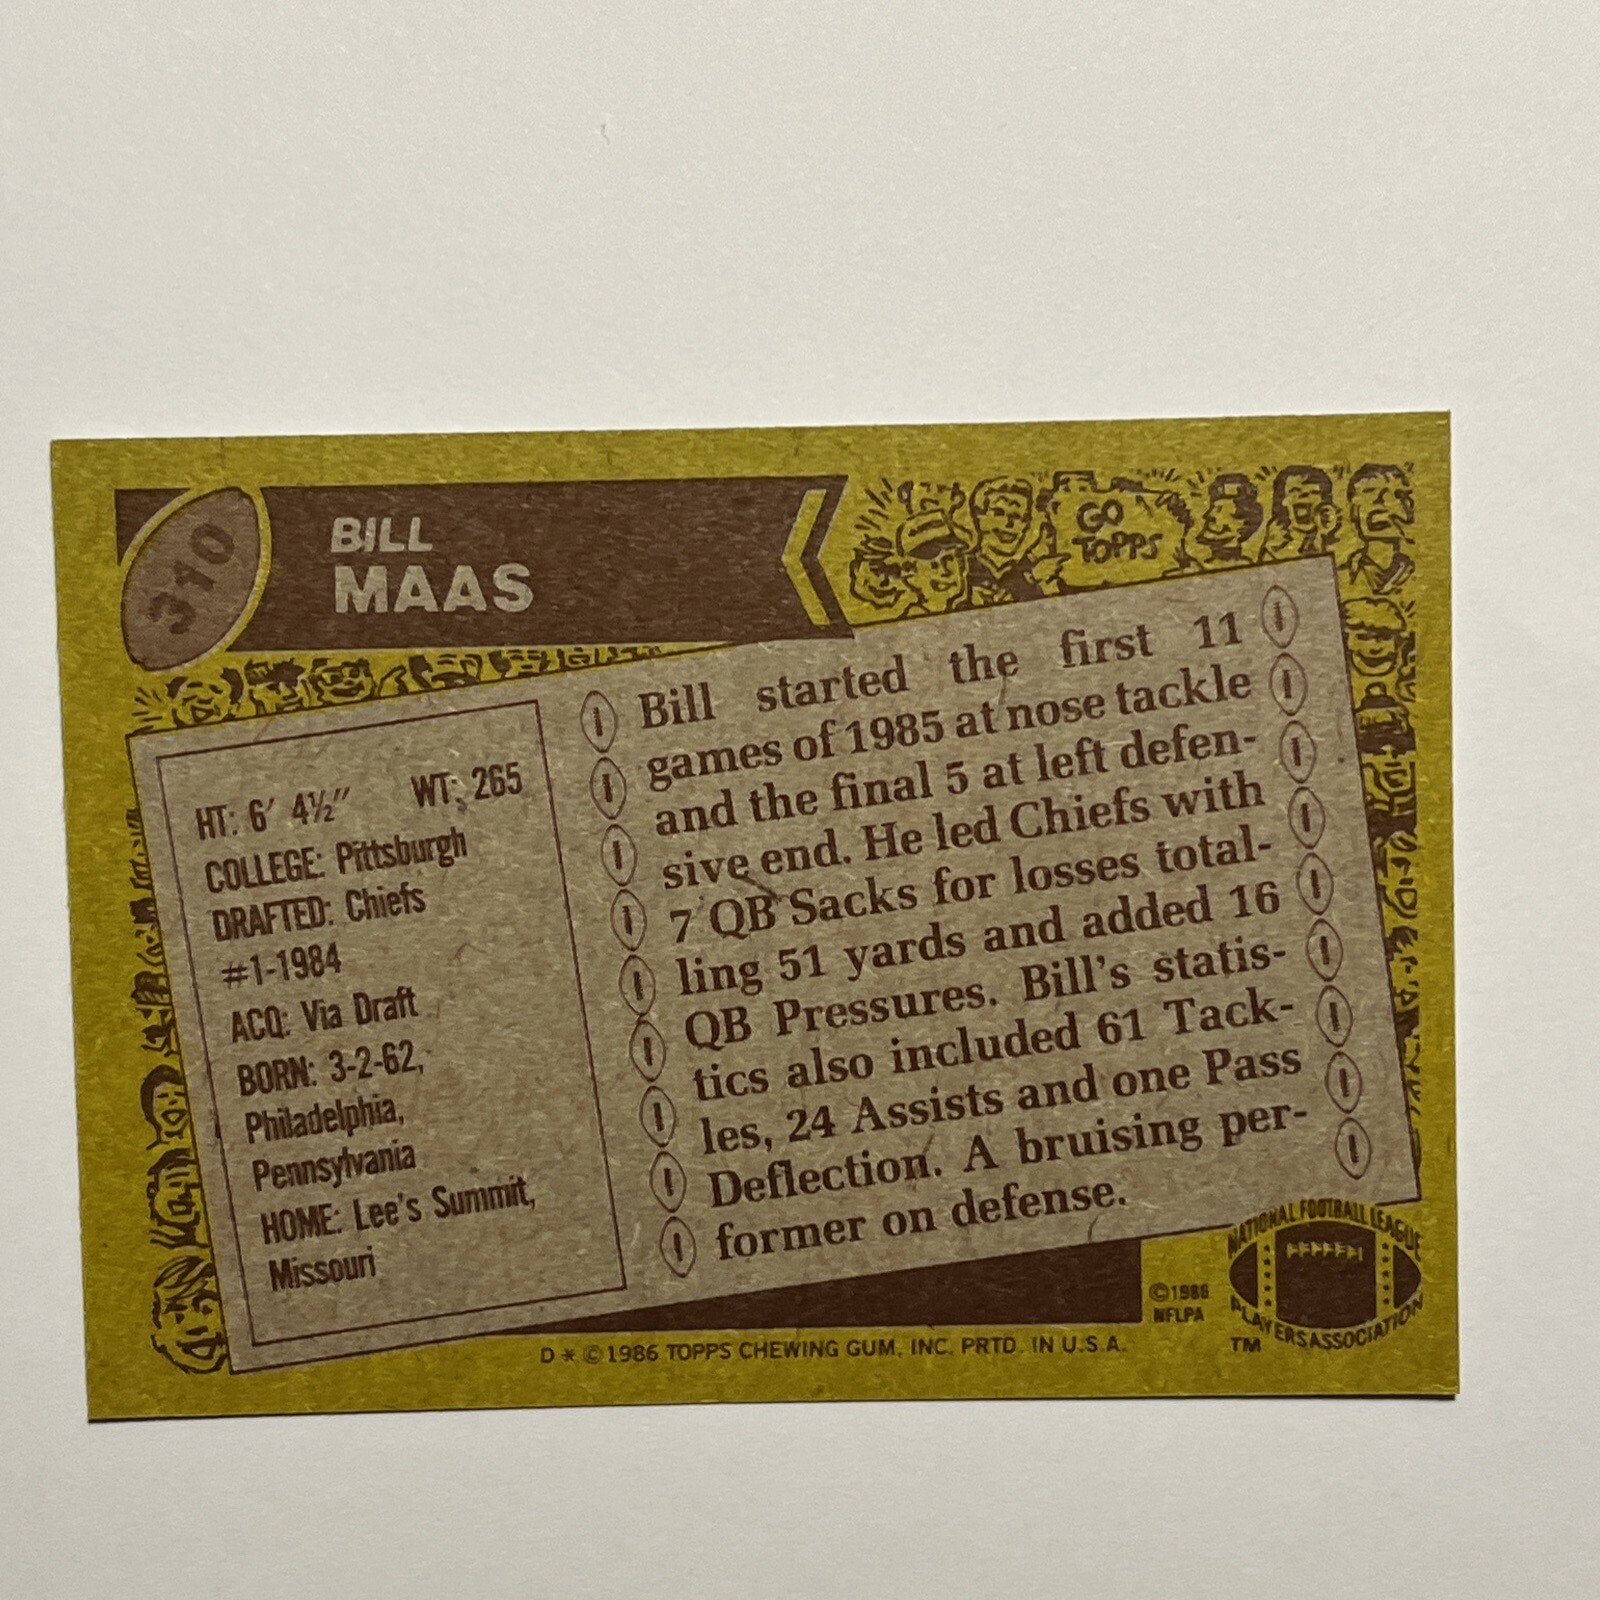 310
BILL
MAAS
GO
TOPPS
HT: 6′ 4½″ WT: 265
COLLEGE: Pittsburgh
DRAFTED: Chiefs
#1-1984
ACQ: Via Draft
BORN: 3-2-62,
Philadelphia,
Pennsylvania
HOME: Lee's Summit,
Missouri
Bill started the first 11
games of 1985 at nose tackle
and the final 5 at left defen-
sive end. He led Chiefs with
7 QB Sacks for losses total-
ling 51 yards and added 16
QB Pressures. Bill's statis-
tics also included 61 Tack-
les, 24 Assists and one Pass
Deflection. A bruising per-
former on defense.
©1986
NFLPA
NATIONAL FOOTBALL LEAGUE
PLAYERS ASSOCIATION
TM
D * © 1986 TOPPS CHEWING GUM, INC. PRTD. IN U.S.A.